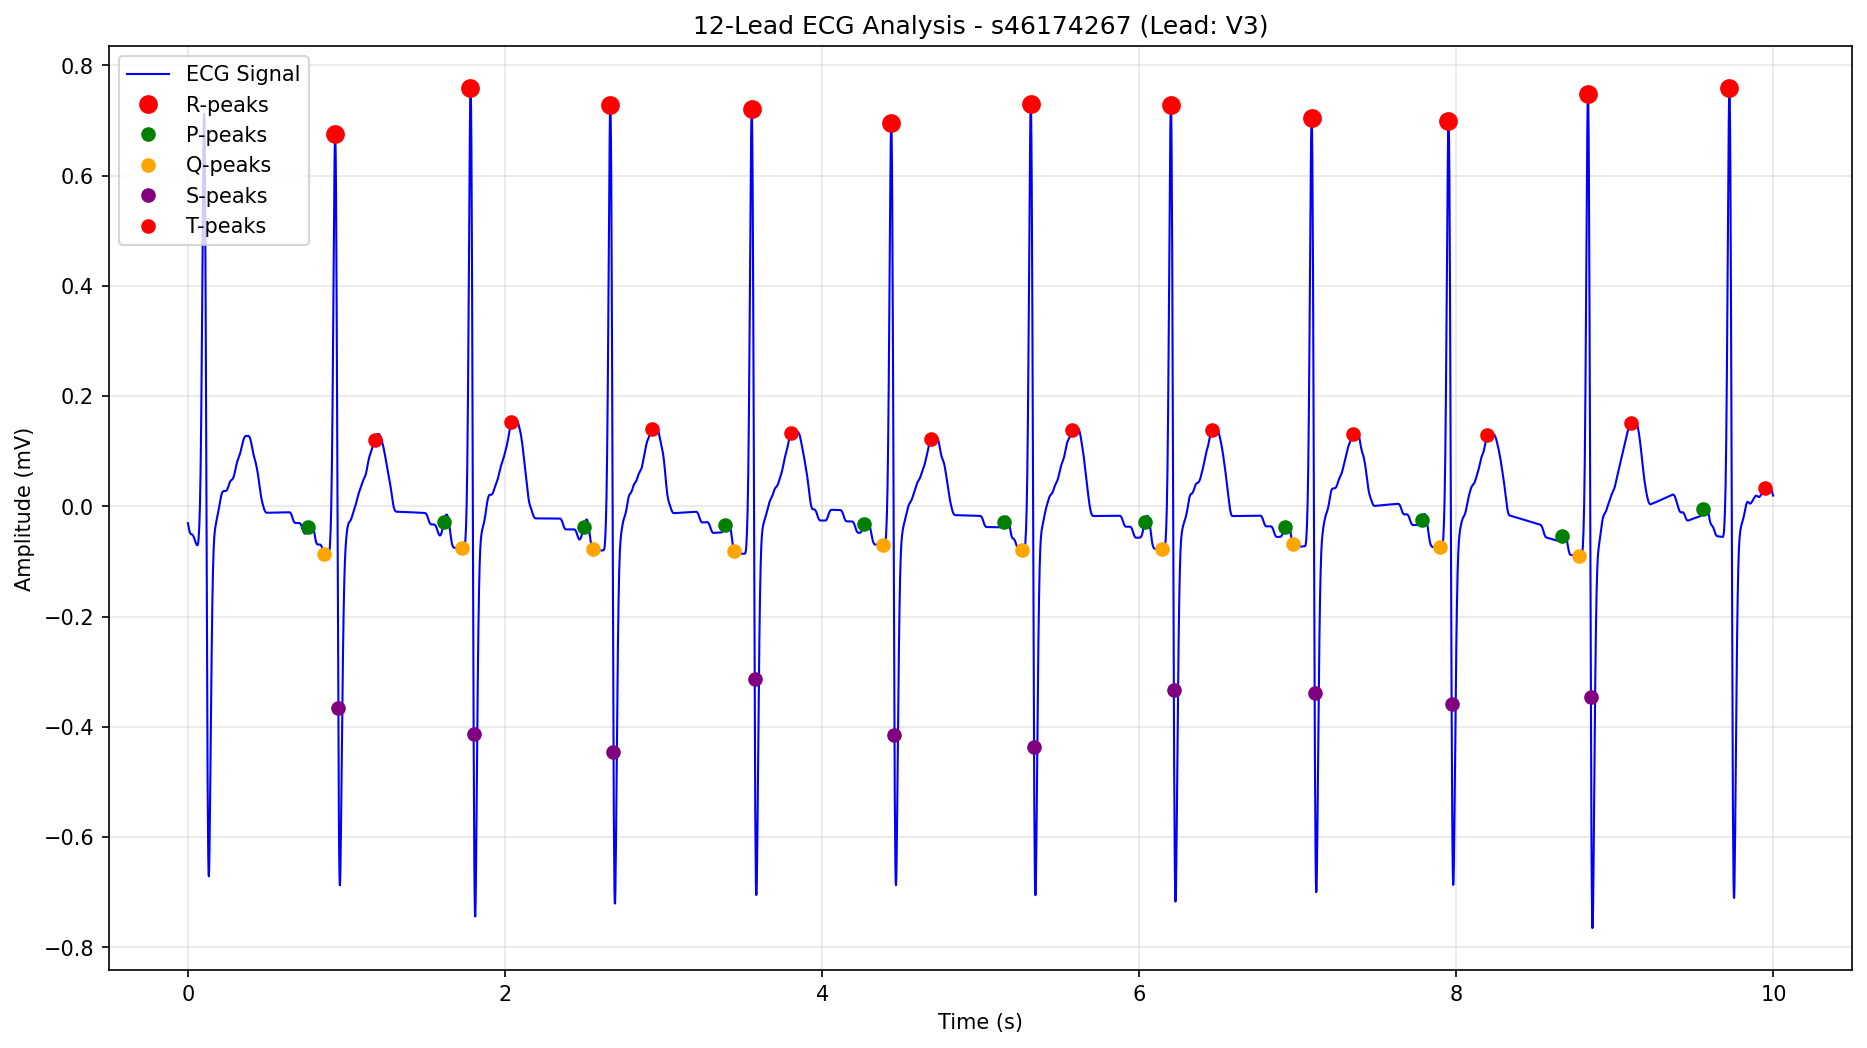 12-Lead ECG Analysis - s46174267 (Lead: V3)
ECG Signal
R-peaks
P-peaks
Q-peaks
S-peaks
T-peaks
Amplitude (mV)
0.8
0.6
0.4
0.2
0.0
−0.2
−0.4
−0.6
−0.8
0 2 4 6 8 10
Time (s)